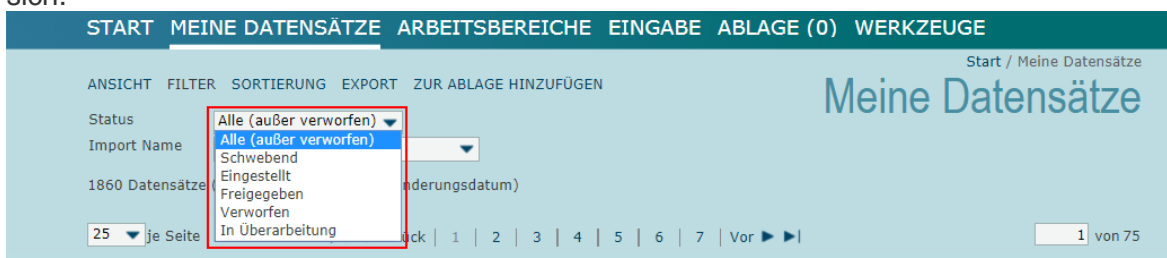 sich.
START MEINE DATENSÄTZE ARBEITSBEREICHE EINGABE ABLAGE (0) WERKZEUGE
Start / Meine Datensätze
ANSICHT FILTER SORTIERUNG EXPORT ZUR ABLAGE HINZUFÜGEN
Meine Datensätze
Status Alle (außer verworfen)
Import Name
Alle (außer verworfen)
Schwebend
Eingestellt
Freigegeben
Verworfen
In Überarbeitung
1860 Datensätze ( nderungsdatum)
25 je Seite ück | 1 | 2 | 3 | 4 | 5 | 6 | 7 | Vor 1 von 75